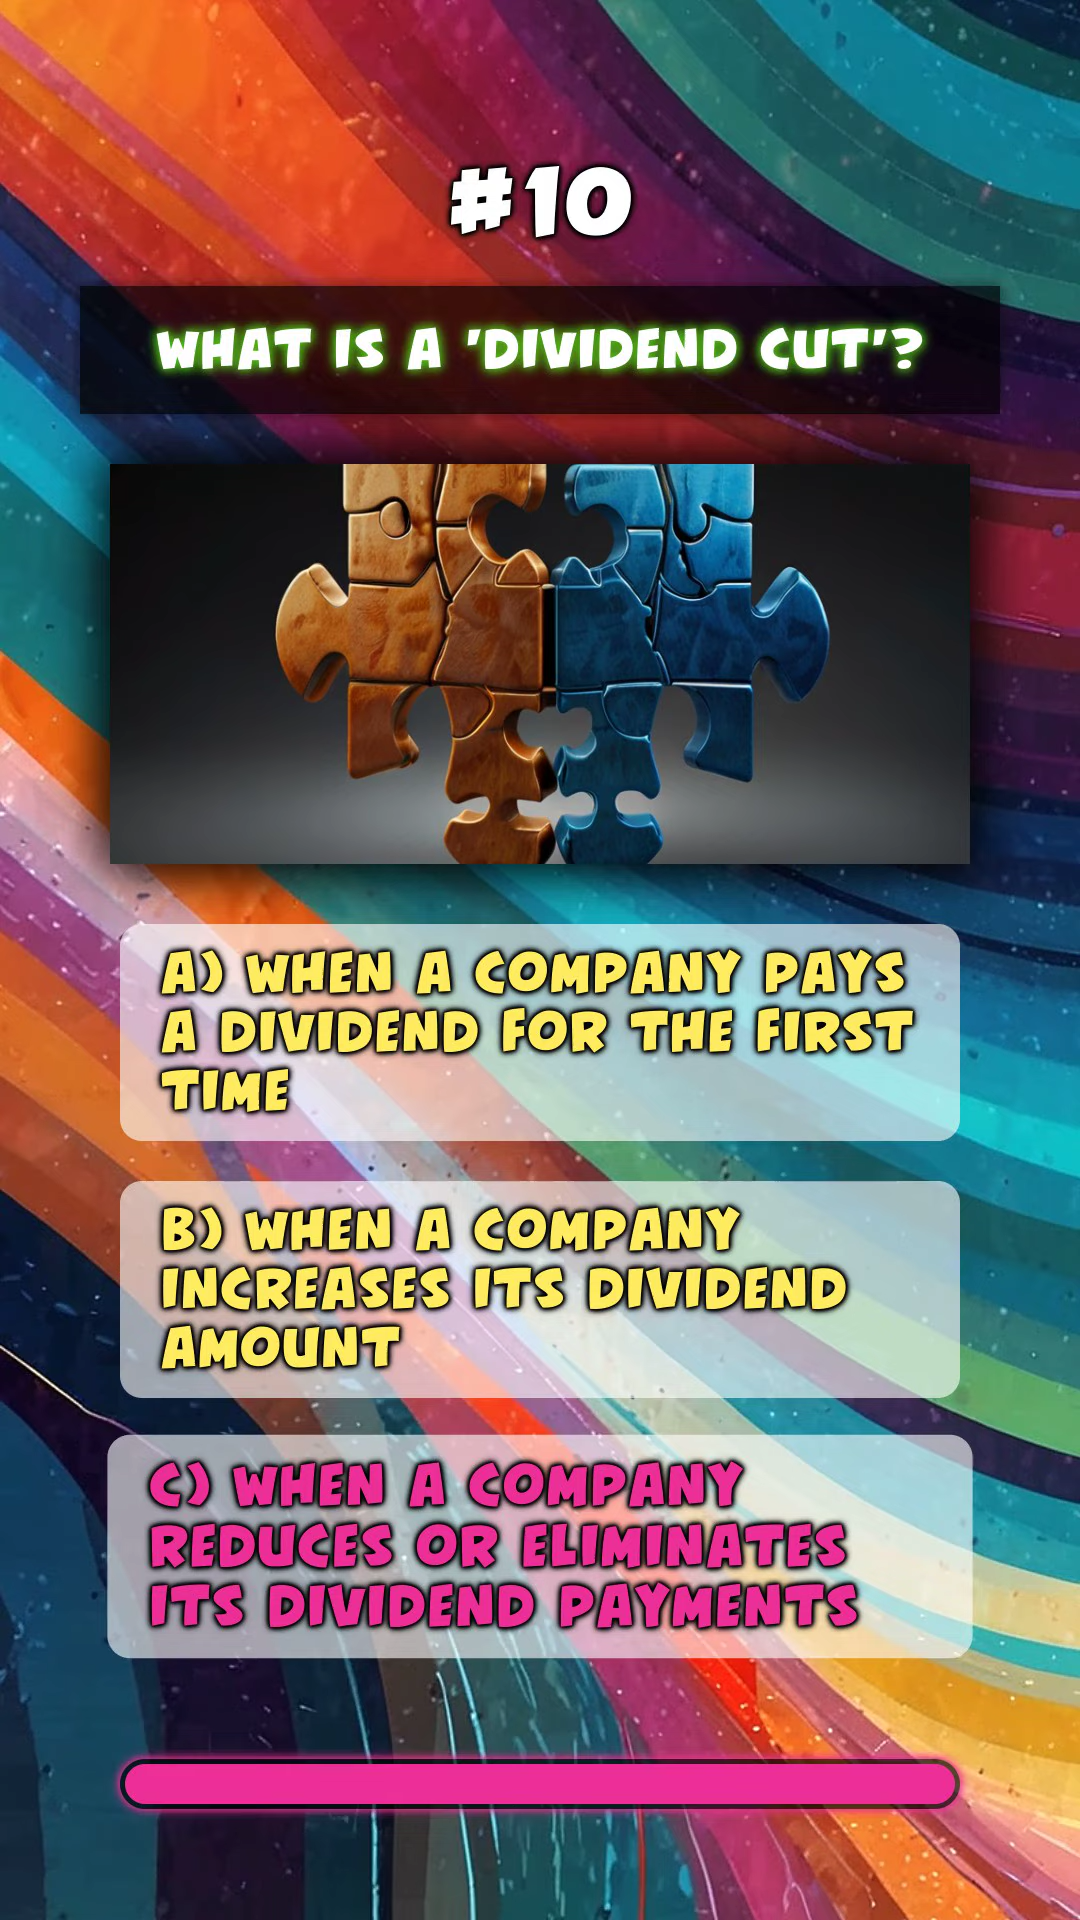 #10
WHAT IS A 'DIVIDEND CUT'?
A) WHEN A COMPANY PAYS
A DIVIDEND FOR THE FIRST
TIME
B) WHEN A COMPANY
INCREASES ITS DIVIDEND
AMOUNT
C) WHEN A COMPANY
REDUCES OR ELIMINATES
ITS DIVIDEND PAYMENTS